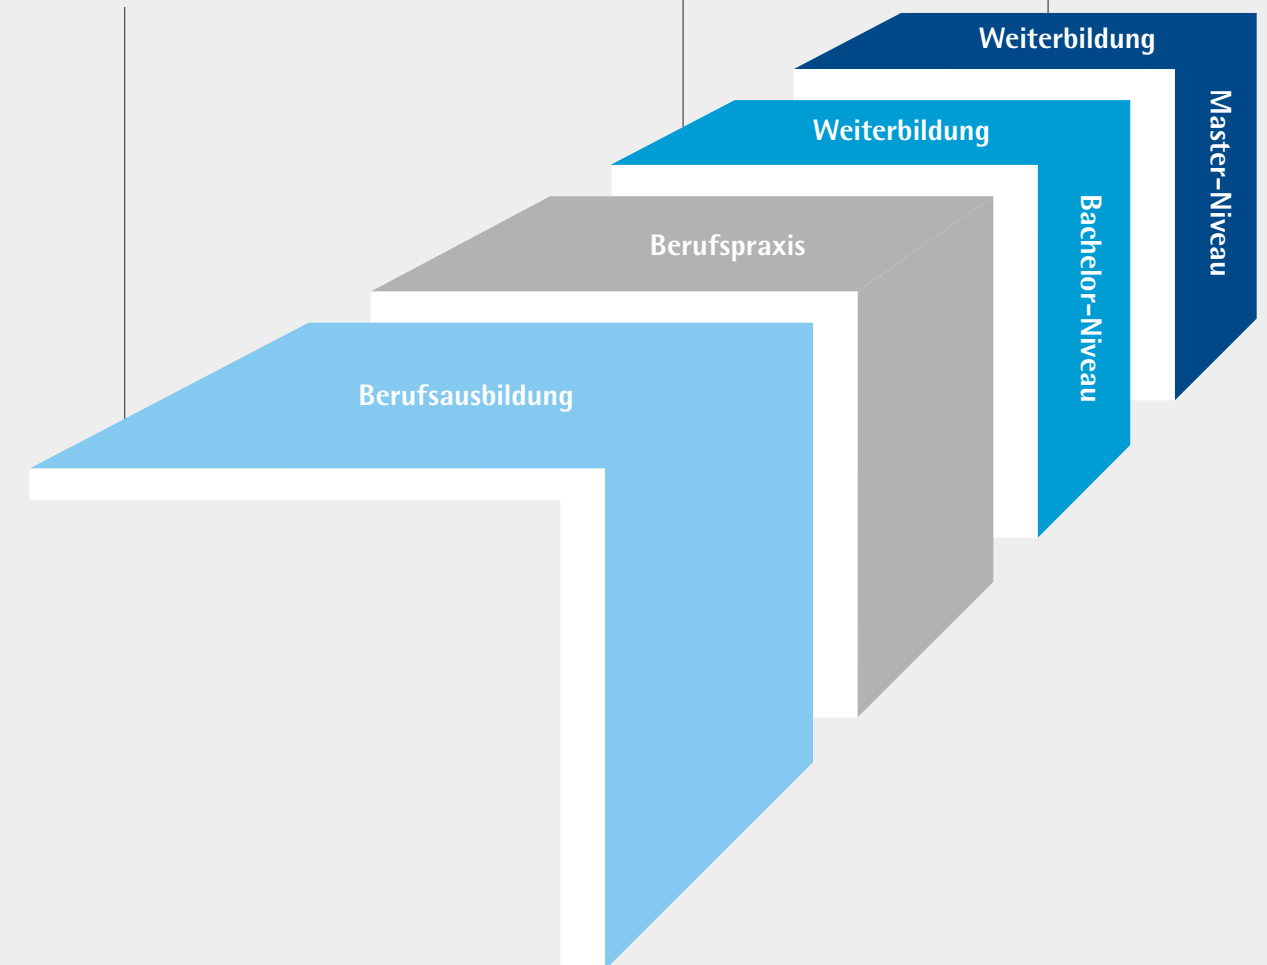 Weiterbildung
Master-Niveau
Weiterbildung
Bachelor-Niveau
Berufspraxis
Berufsausbildung